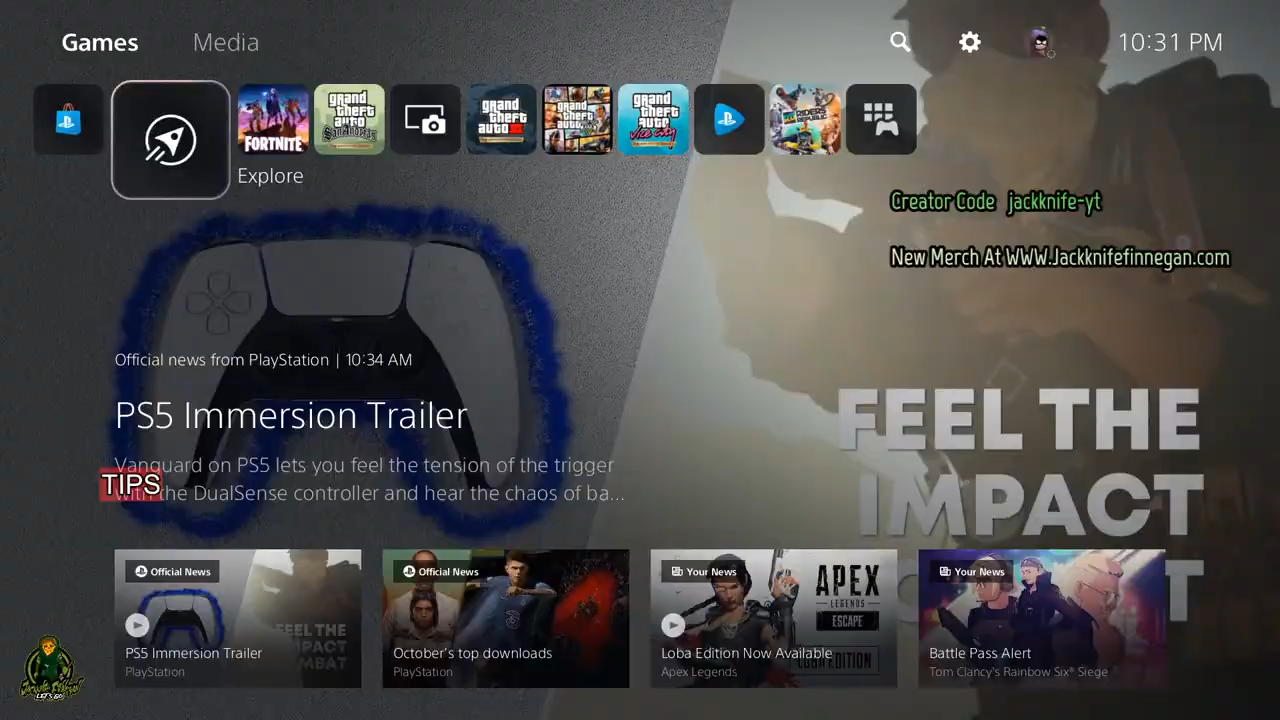 Games
Media
10:31 PM
FORTNITE
grand theft auto San Andreas
grand theft auto III
grand theft auto V
grand theft auto Vice City
RIDERS REPUBLIC
Explore
Creator Code jackknife-yt
New Merch At WWW.Jackknifefinnegan.com
Official news from PlayStation | 10:34 AM
PS5 Immersion Trailer
Vanguard on PS5 lets you feel the tension of the trigger
with the DualSense controller and hear the chaos of ba...
TIPS
FEEL THE
IMPACT
T
Official News
FEEL THE
IMPACT
MBAT
PS5 Immersion Trailer
PlayStation
Official News
October's top downloads
PlayStation
Your News
APEX
LEGENDS
ESCAPE
LOBA EDITION
Loba Edition Now Available
Apex Legends
Your News
Battle Pass Alert
Tom Clancy's Rainbow Six® Siege
LET'S GO